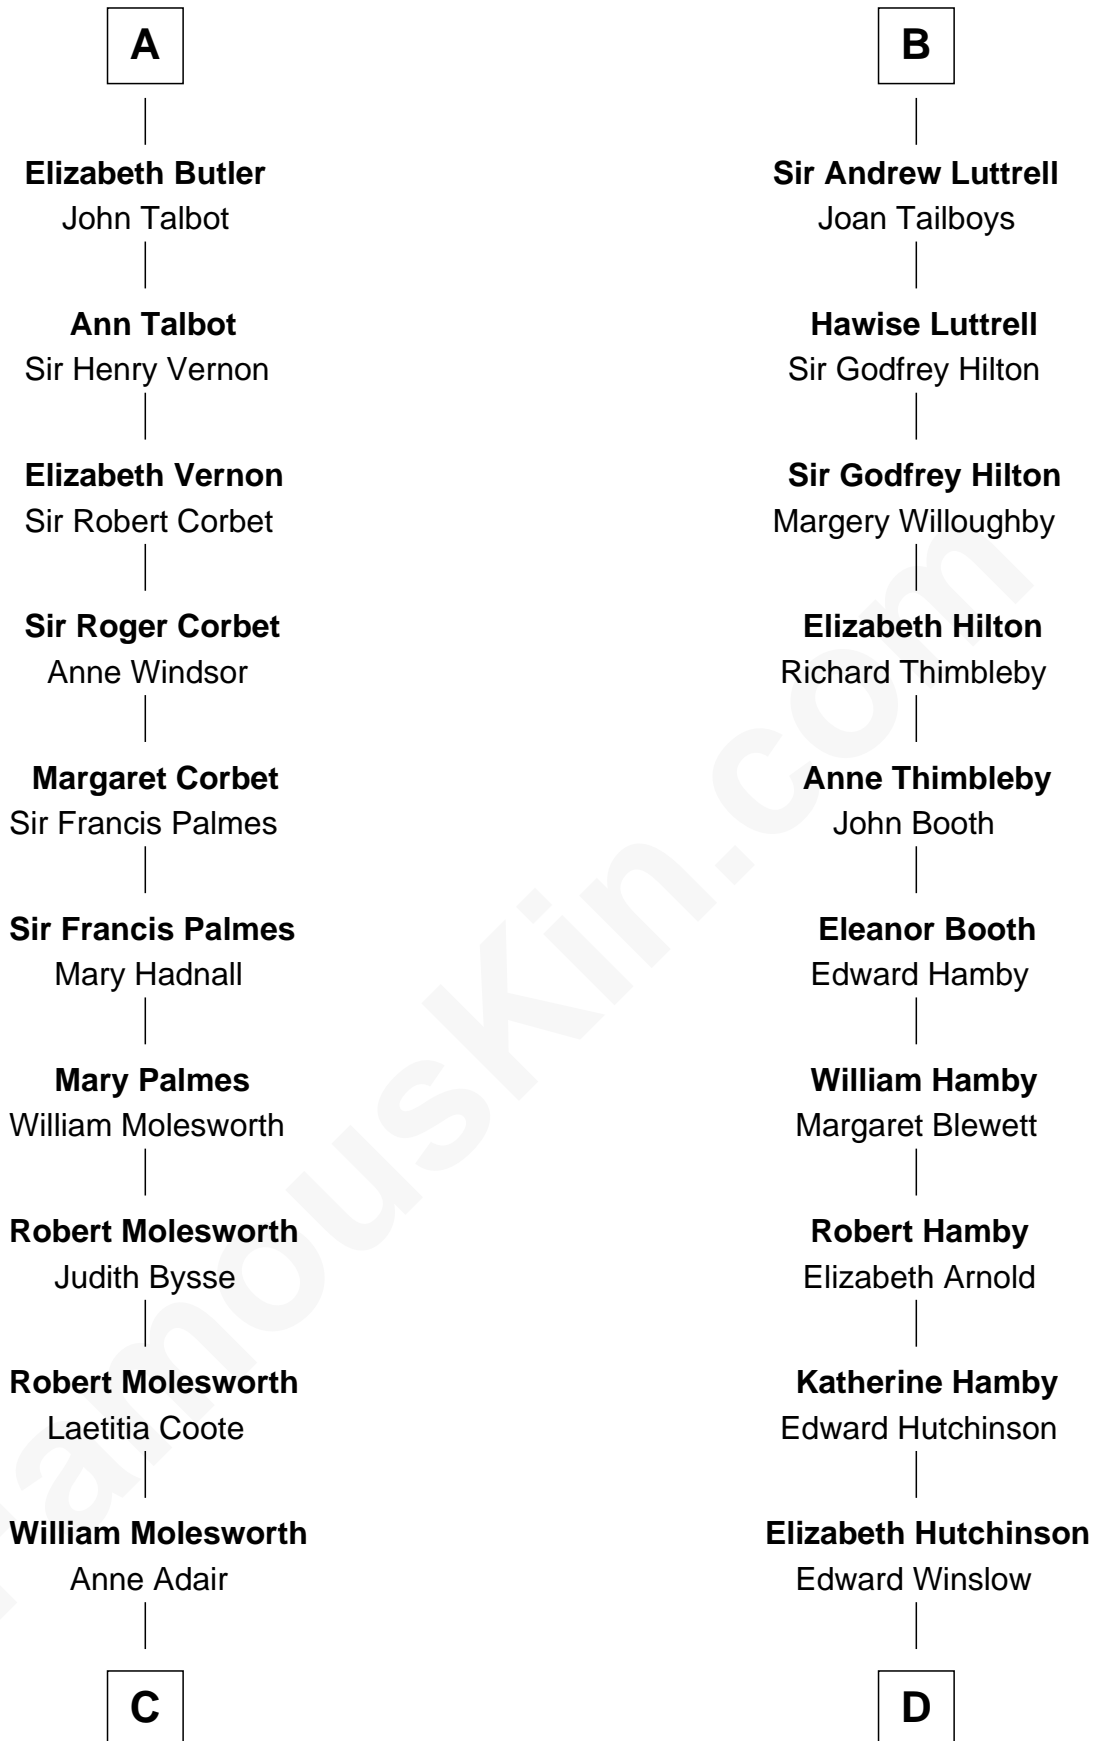 A
Elizabeth Butler
John Talbot
Ann Talbot
Sir Henry Vernon
Elizabeth Vernon
Sir Robert Corbet
Sir Roger Corbet
Anne Windsor
Margaret Corbet
Sir Francis Palmes
Sir Francis Palmes
Mary Hadnall
Mary Palmes
William Molesworth
Robert Molesworth
Judith Bysse
Robert Molesworth
Laetitia Coote
William Molesworth
Anne Adair
C
B
Sir Andrew Luttrell
Joan Tailboys
Hawise Luttrell
Sir Godfrey Hilton
Sir Godfrey Hilton
Margery Willoughby
Elizabeth Hilton
Richard Thimbleby
Anne Thimbleby
John Booth
Eleanor Booth
Edward Hamby
William Hamby
Margaret Blewett
Robert Hamby
Elizabeth Arnold
Katherine Hamby
Edward Hutchinson
Elizabeth Hutchinson
Edward Winslow
D
FamousKin.com